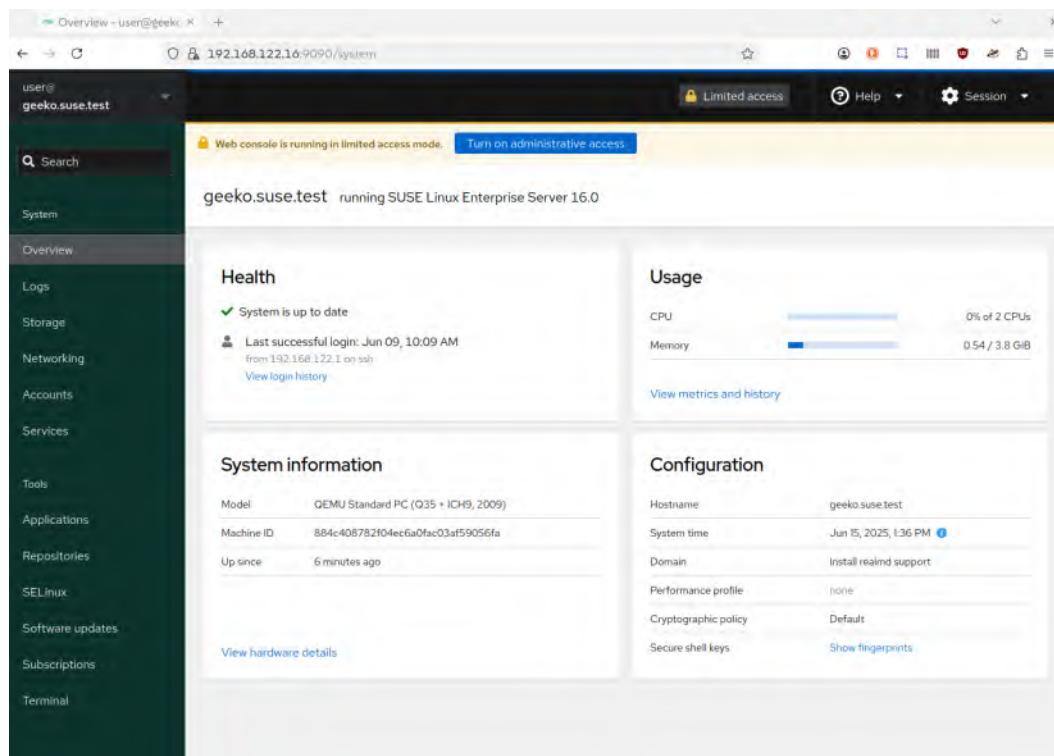 Overview - user@geeko
192.168.122.16:9090/system
user@
geeko.suse.test
Limited access
Help
Session
Web console is running in limited access mode.
Turn on administrative access
Search
geeko.suse.test running SUSE Linux Enterprise Server 16.0
System
Overview
Logs
Storage
Networking
Accounts
Services
Tools
Applications
Repositories
SELinux
Software updates
Subscriptions
Terminal
Health
System is up to date
Last successful login: Jun 09, 10:09 AM
from 192.168.122.1 on ssh
View login history
Usage
CPU 0% of 2 CPUs
Memory 0.54 / 3.8 GiB
View metrics and history
System information
Model QEMU Standard PC (Q35 + ICH9, 2009)
Machine ID 884c408782f04ec6a0fac03af59056fa
Up since 6 minutes ago
View hardware details
Configuration
Hostname geeko.suse.test
System time Jun 15, 2025, 1:36 PM
Domain Install realmd support
Performance profile none
Cryptographic policy Default
Secure shell keys Show fingerprints